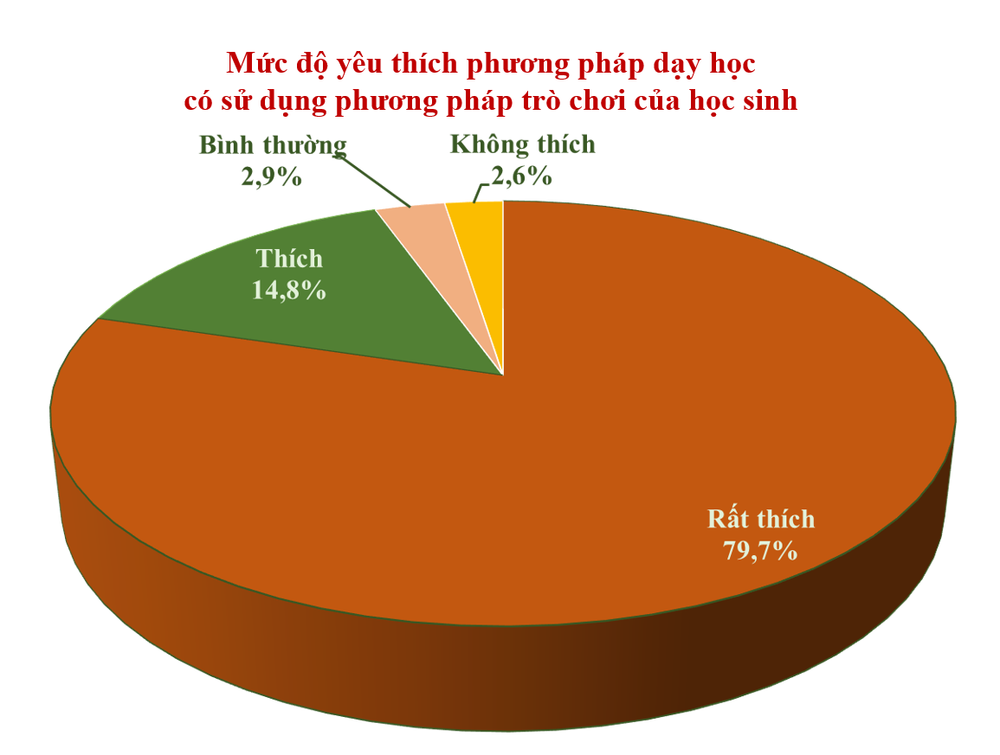 Mức độ yêu thích phương pháp dạy học
có sử dụng phương pháp trò chơi của học sinh
Bình thường
2,9%
Không thích
2,6%
Thích
14,8%
Rất thích
79,7%